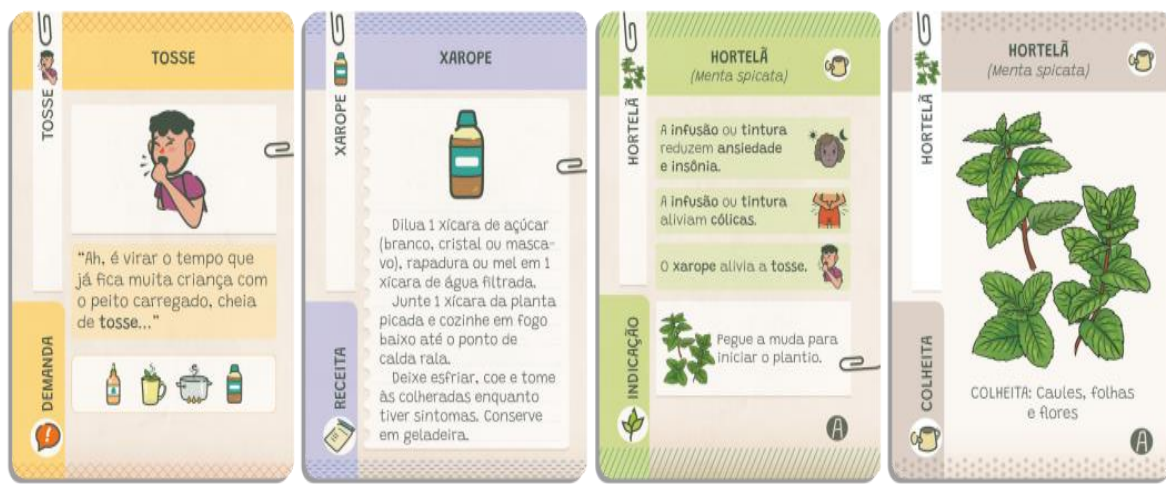 TOSSE
TOSSE
"Ah, é virar o tempo que
já fica muita criança com
o peito carregado, cheia
de tosse..."
DEMANDA
XAROPE
XAROPE
Dilua 1 xícara de açúcar
(branco, cristal ou masca-
vo), rapadura ou mel em 1
xícara de água filtrada.
Junte 1 xícara da planta
picada e cozinhe em fogo
baixo até o ponto de
calda rala.
Deixe esfriar, coe e tome
às colheradas enquanto
tiver sintomas. Conserve
em geladeira.
RECEITA
HORTELÃ
HORTELÃ
(Menta spicata)
A infusão ou tintura
reduzem ansiedade
e insônia.
A infusão ou tintura
aliviam cólicas.
O xarope alivia a tosse.
Pegue a muda para
iniciar o plantio.
INDICAÇÃO
A
HORTELÃ
HORTELÃ
(Menta spicata)
COLHEITA: Caules, folhas
e flores
COLHEITA
A